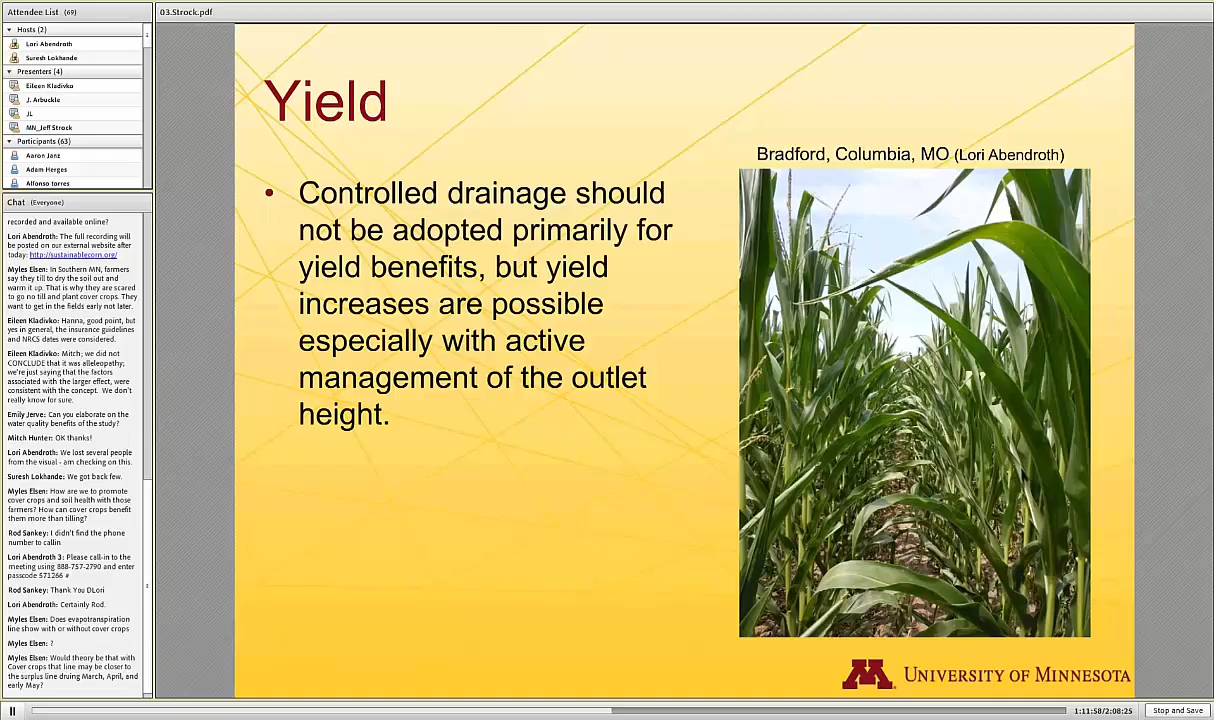 Attendee List (69)
Hosts (2)
Lori Abendroth
Suresh Lokhande
Presenters (4)
Eileen Kladivko
J. Arbuckle
JL
MN_Jeff Strock
Participants (63)
Aaron Janz
Adam Herges
Alfonso torres
Chat (Everyone)
recorded and available online?
Lori Abendroth: The full recording will
be posted on our external website after
today: http://sustainablecorn.org/
Myles Elsen: In Southern MN, farmers
say they till to dry the soil out and
warm it up. That is why they are scared
to go no till and plant cover crops. They
want to get in the fields early not later.
Eileen Kladivko: Hanna, good point, but
yes in general, the insurance guidelines
and NRCS dates were considered.
Eileen Kladivko: Mitch; we did not
CONCLUDE that it was alleleopathy;
we're just saying that the factors
associated with the larger effect, were
consistent with the concept. We don't
really know for sure.
Emily Jerve: Can you elaborate on the
water quality benefits of the study?
Mitch Hunter: OK thanks!
Lori Abendroth: We lost several people
from the visual - am checking on this.
Suresh Lokhande: We got back few.
Myles Elsen: How are we to promote
cover crops and soil health with those
farmers? How can cover crops benefit
them more than tilling?
Rod Sankey: I didn't find the phone
number to callin
Lori Abendroth 3: Please call-in to the
meeting using 888-757-2790 and enter
passcode 571266 #
Rod Sankey: Thank You DLori
Lori Abendroth: Certainly Rod.
Myles Elsen: Does evapotranspiration
line show with or without cover crops
Myles Elsen: ?
Myles Elsen: Would theory be that with
Cover crops that line may be closer to
the surplus line druing March, April, and
early May?
03.Strock.pdf
Yield
• Controlled drainage should
not be adopted primarily for
yield benefits, but yield
increases are possible
especially with active
management of the outlet
height.
Bradford, Columbia, MO (Lori Abendroth)
M
UNIVERSITY OF MINNESOTA
1:11:58/2:08:25
Stop and Save